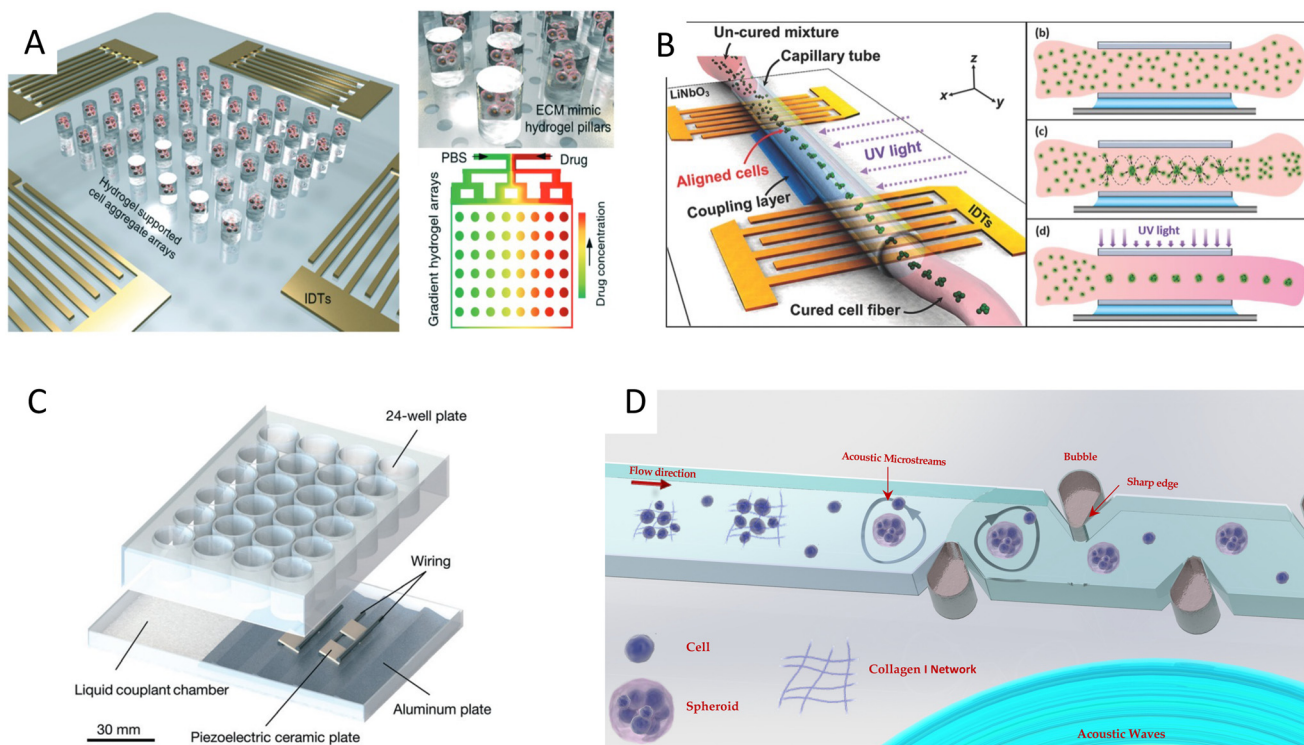 A
Hydrogel supported
cell aggregate arrays
IDTs
ECM mimic
hydrogel pillars
PBS
Drug
Gradient hydrogel arrays
Drug concentration
B
Un-cured mixture
Capillary tube
LiNbO3
z
x
y
UV light
Aligned cells
Coupling layer
IDTs
Cured cell fiber
(b)
(c)
(d)
UV light
C
24-well plate
Wiring
Liquid couplant chamber
Aluminum plate
30 mm
Piezoelectric ceramic plate
D
Acoustic Microstreams
Bubble
Flow direction
Sharp edge
Cell
Collagen I Network
Spheroid
Acoustic Waves